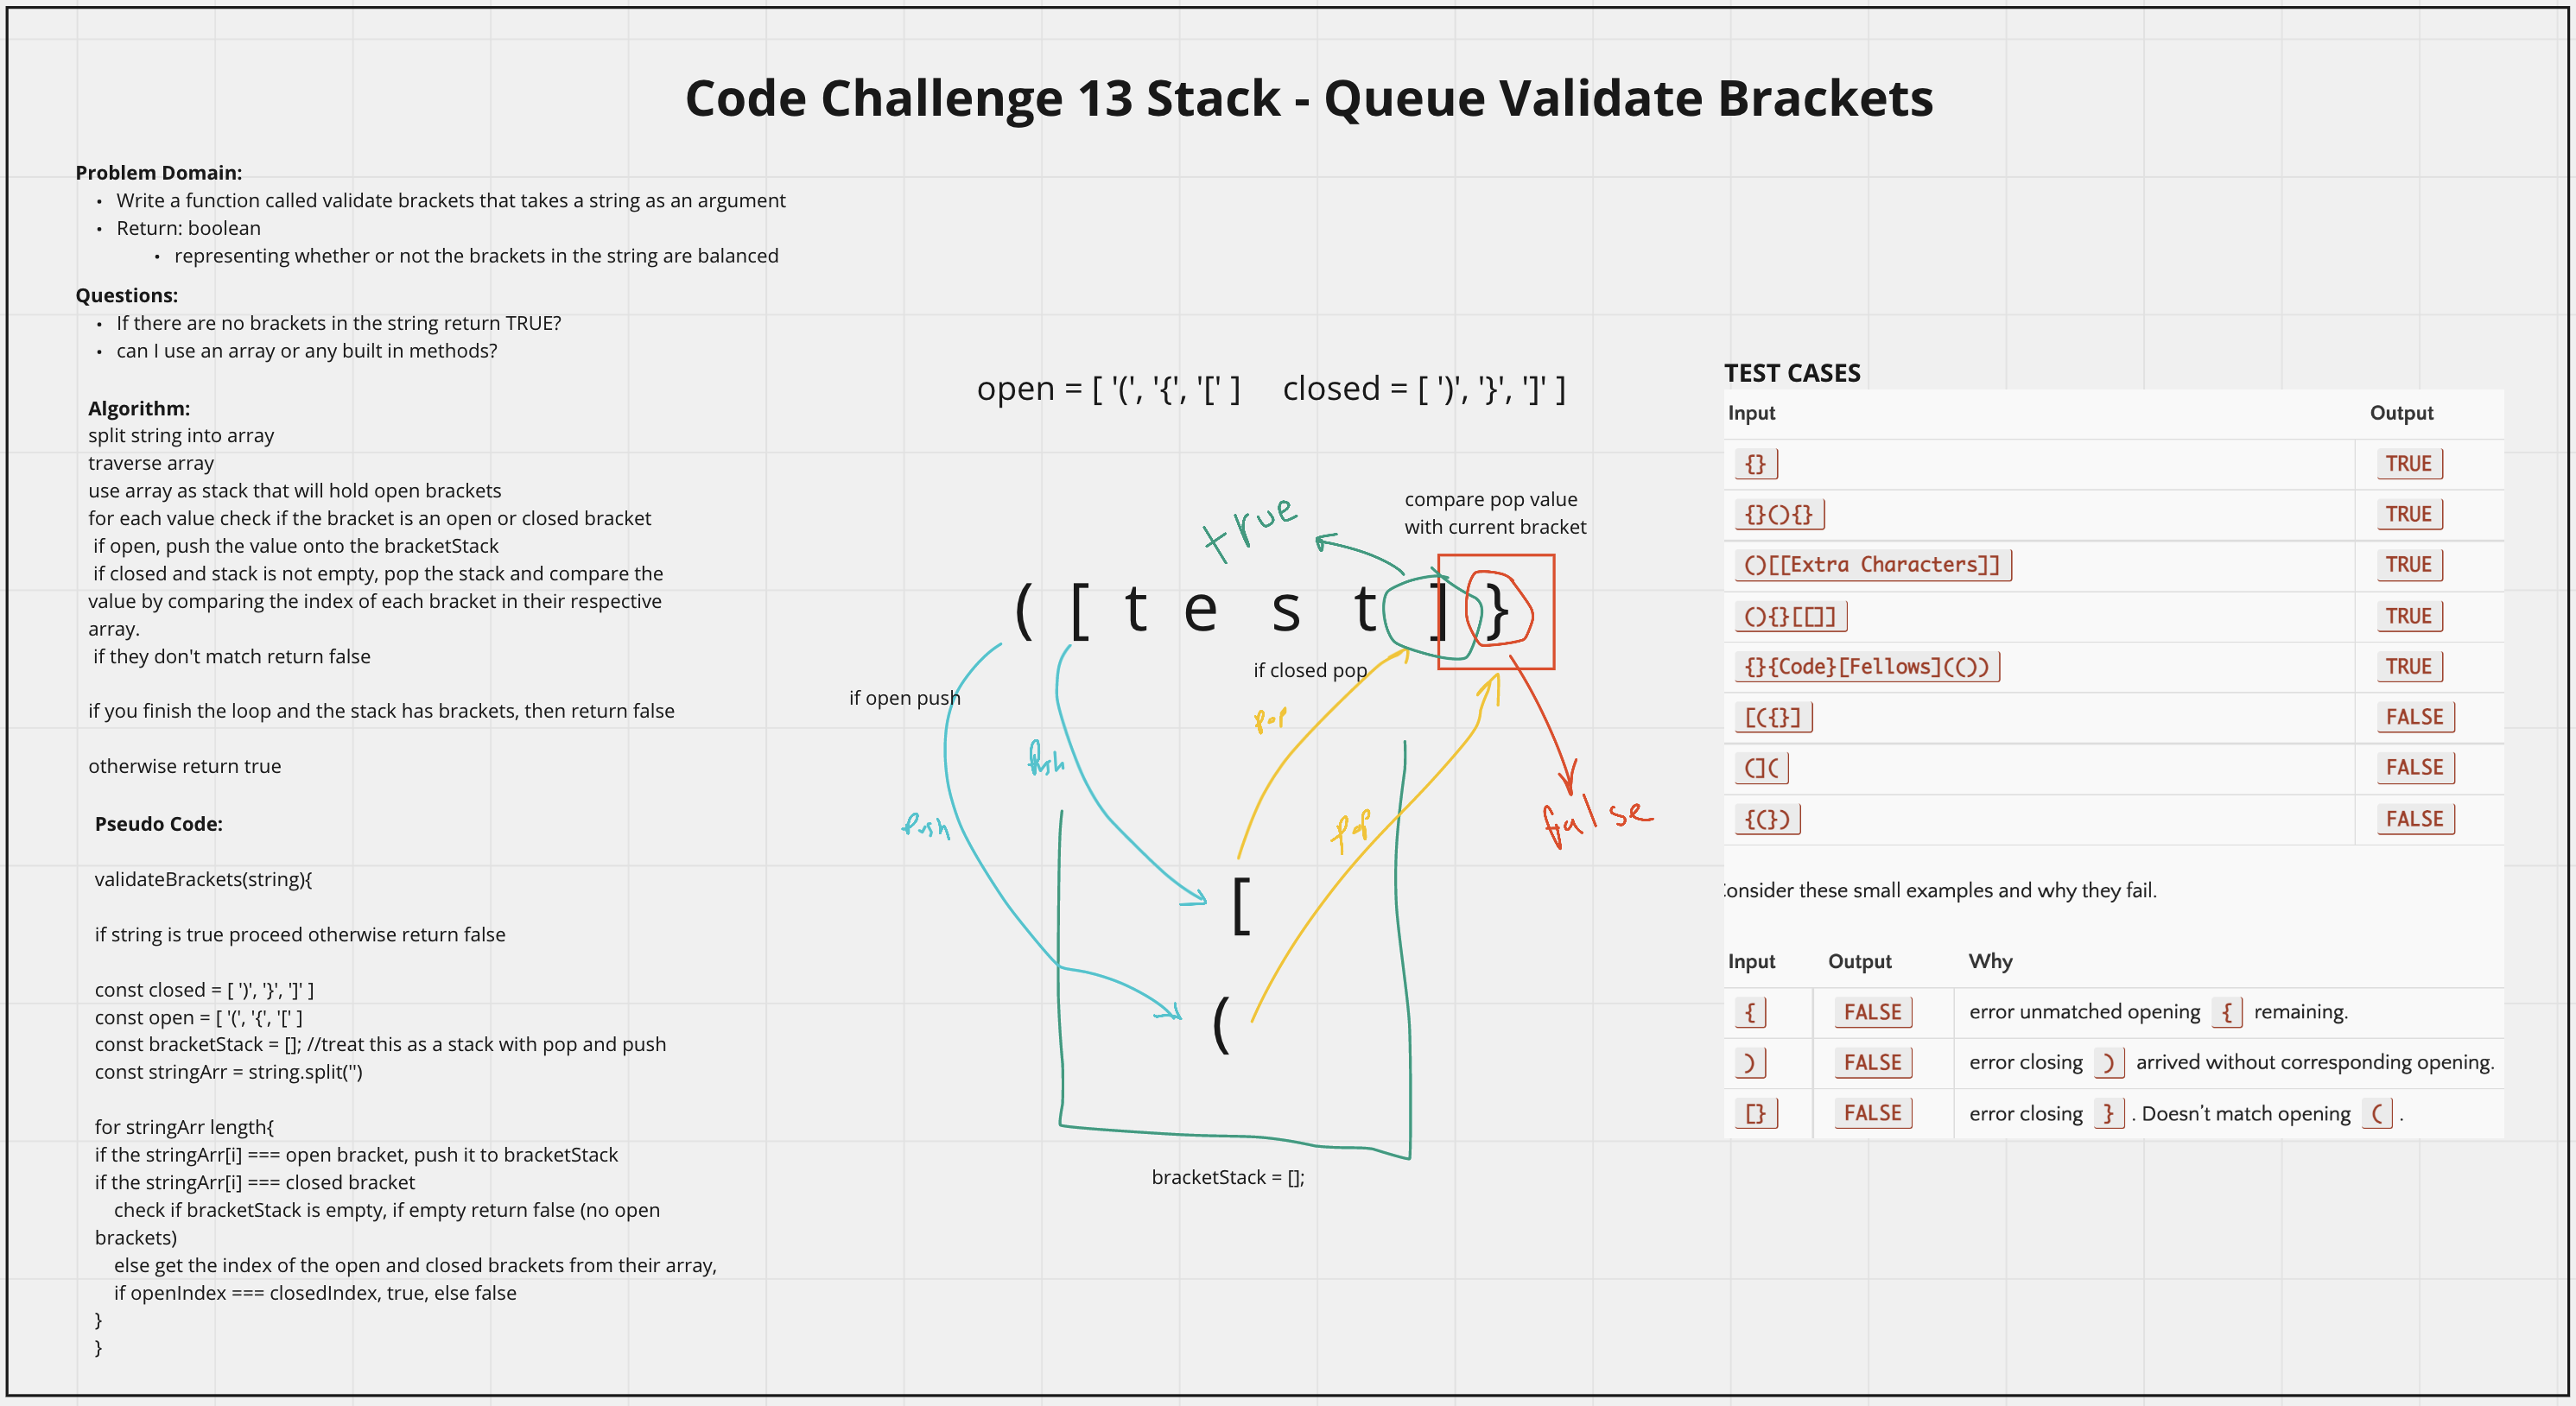 Code Challenge 13 Stack - Queue Validate Brackets
Problem Domain:
• Write a function called validate brackets that takes a string as an argument
• Return: boolean
• representing whether or not the brackets in the string are balanced
Questions:
• If there are no brackets in the string return TRUE?
• can I use an array or any built in methods?
Algorithm:
split string into array
traverse array
use array as stack that will hold open brackets
for each value check if the bracket is an open or closed bracket
if open, push the value onto the bracketStack
if closed and stack is not empty, pop the stack and compare the
value by comparing the index of each bracket in their respective
array.
if they don't match return false
if you finish the loop and the stack has brackets, then return false
otherwise return true
Pseudo Code:
validateBrackets(string){
if string is true proceed otherwise return false
const closed = [ ')', '}', ']' ]
const open = [ '(', '{', '[' ]
const bracketStack = []; //treat this as a stack with pop and push
const stringArr = string.split('')
for stringArr length{
if the stringArr[i] === open bracket, push it to bracketStack
if the stringArr[i] === closed bracket
check if bracketStack is empty, if empty return false (no open
brackets)
else get the index of the open and closed brackets from their array,
if openIndex === closedIndex, true, else false
}
}
open = [ '(', '{', '[' ] closed = [ ')', '}', ']' ]
compare pop value
with current bracket
true
( [ t e s t ] }
if closed pop
if open push
pop
Push
Push
pop
false
[
(
bracketStack = [];
TEST CASES
Input Output
{} TRUE
{}(){} TRUE
()[[Extra Characters]] TRUE
(){}[[]] TRUE
{}{Code}[Fellows](()) TRUE
[({}] FALSE
(]( FALSE
{(}) FALSE
Consider these small examples and why they fail.
Input Output Why
{ FALSE error unmatched opening { remaining.
) FALSE error closing ) arrived without corresponding opening.
[} FALSE error closing } . Doesn't match opening ( .